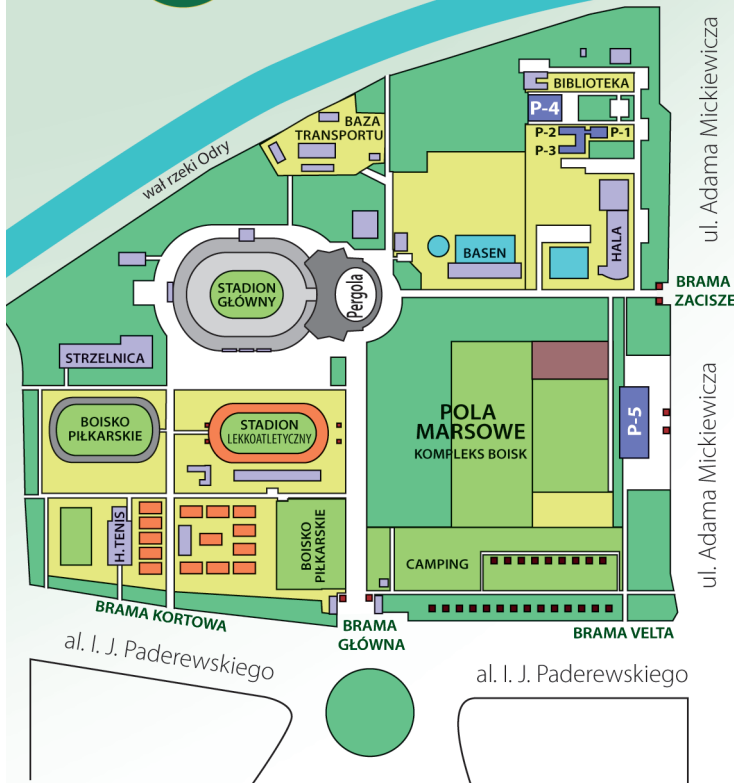 BIBLIOTEKA
P-4
P-2
P-1
P-3
BAZA
TRANSPORTU
wał rzeki Odry
ul. Adama Mickiewicza
HALA
BASEN
STADION
GŁÓWNY
Pergola
BRAMA
ZACISZE
STRZELNICA
BOISKO
PIŁKARSKIE
STADION
LEKKOATLETYCZNY
POLA
MARSOWE
KOMPLEKS BOISK
P-5
ul. Adama Mickiewicza
H.TENIS
BOISKO
PIŁKARSKIE
CAMPING
BRAMA KORTOWA
BRAMA
GŁÓWNA
BRAMA VELTA
al. I. J. Paderewskiego
al. I. J. Paderewskiego